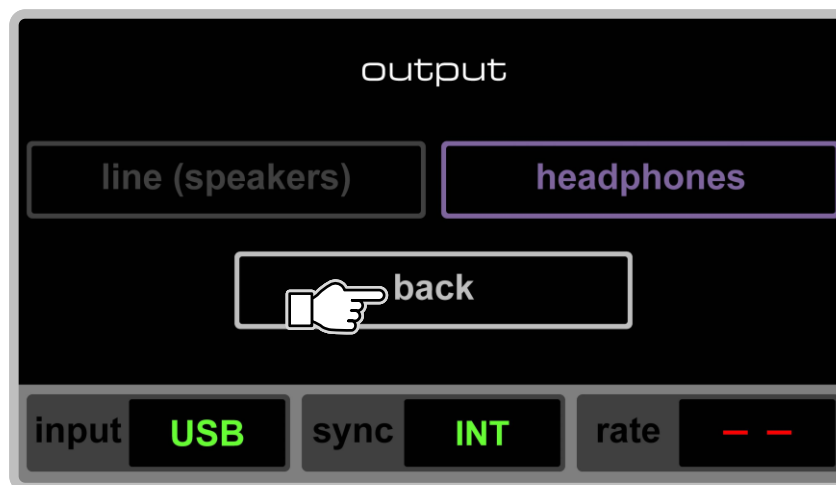 output
line (speakers) headphones
back
input USB sync INT rate – –